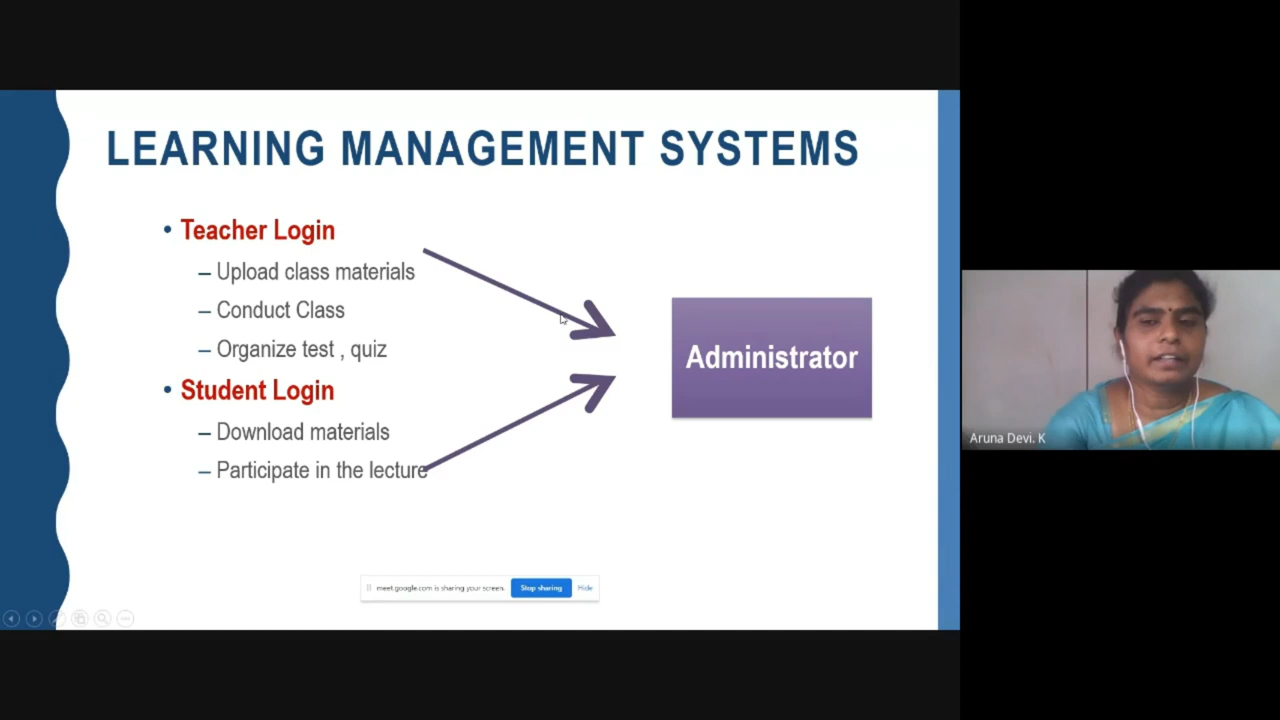 LEARNING MANAGEMENT SYSTEMS
• Teacher Login
– Upload class materials
– Conduct Class
– Organize test , quiz
• Student Login
– Download materials
– Participate in the lecture
Administrator
Aruna Devi. K
meet.google.com is sharing your screen. Stop sharing Hide